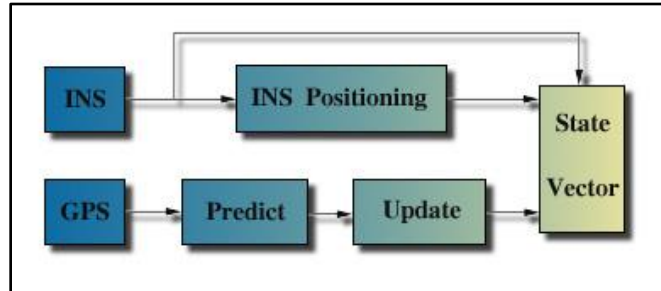 INS
INS Positioning
State
Vector
GPS
Predict
Update